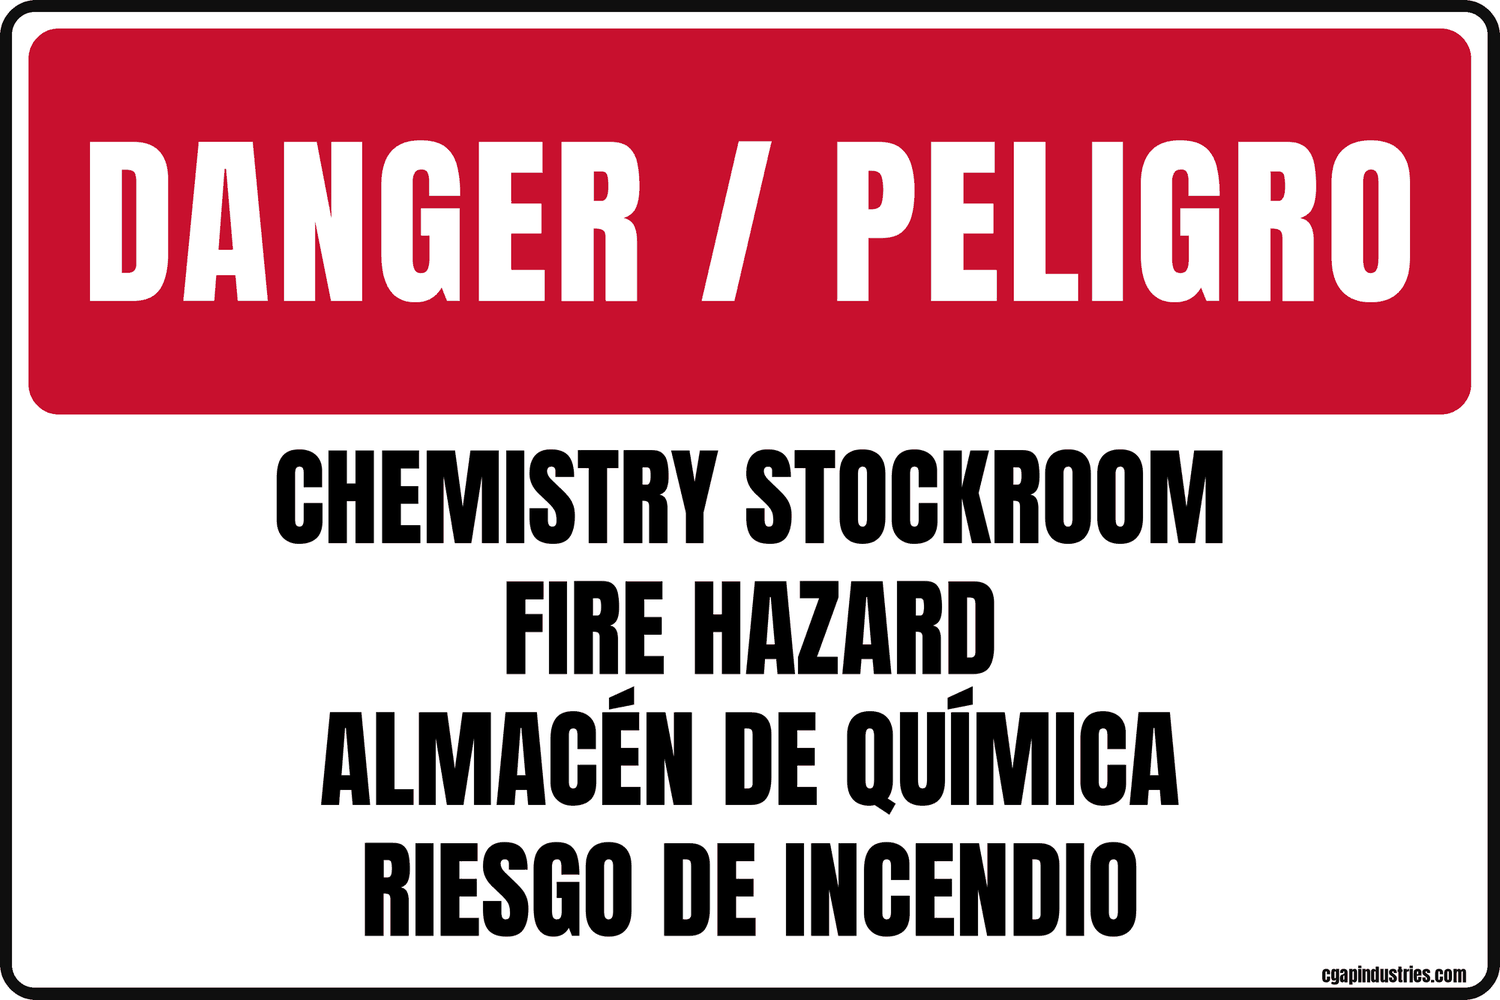 DANGER / PELIGRO
CHEMISTRY STOCKROOM
FIRE HAZARD
ALMACÉN DE QUÍMICA
RIESGO DE INCENDIO
cgapindustries.com